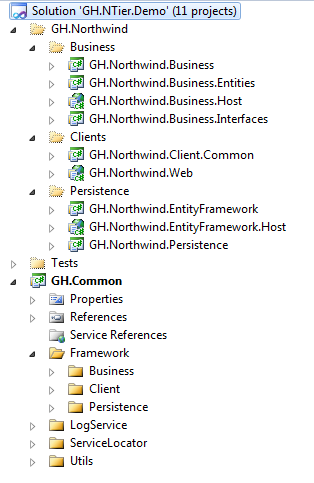 Solution 'GH.NTier.Demo' (11 projects)
GH.Northwind
Business
GH.Northwind.Business
GH.Northwind.Business.Entities
GH.Northwind.Business.Host
GH.Northwind.Business.Interfaces
Clients
GH.Northwind.Client.Common
GH.Northwind.Web
Persistence
GH.Northwind.EntityFramework
GH.Northwind.EntityFramework.Host
GH.Northwind.Persistence
Tests
GH.Common
Properties
References
Service References
Framework
Business
Client
Persistence
LogService
ServiceLocator
Utils